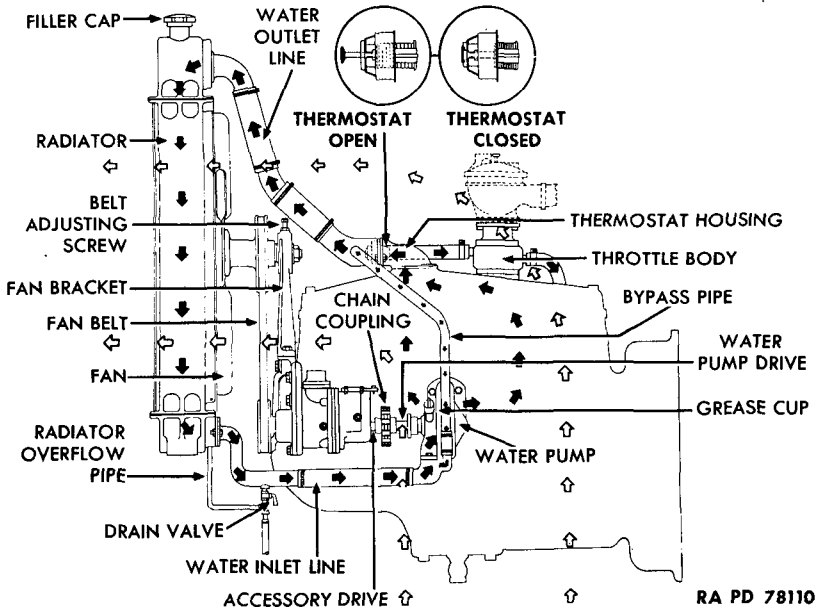 FILLER CAP
WATER
OUTLET
LINE
THERMOSTAT
OPEN
THERMOSTAT
CLOSED
RADIATOR
BELT
ADJUSTING
SCREW
THERMOSTAT HOUSING
THROTTLE BODY
FAN BRACKET
CHAIN
COUPLING
BYPASS PIPE
FAN BELT
WATER
PUMP DRIVE
FAN
GREASE CUP
RADIATOR
OVERFLOW
PIPE
WATER PUMP
DRAIN VALVE
WATER INLET LINE
ACCESSORY DRIVE
RA PD 78110